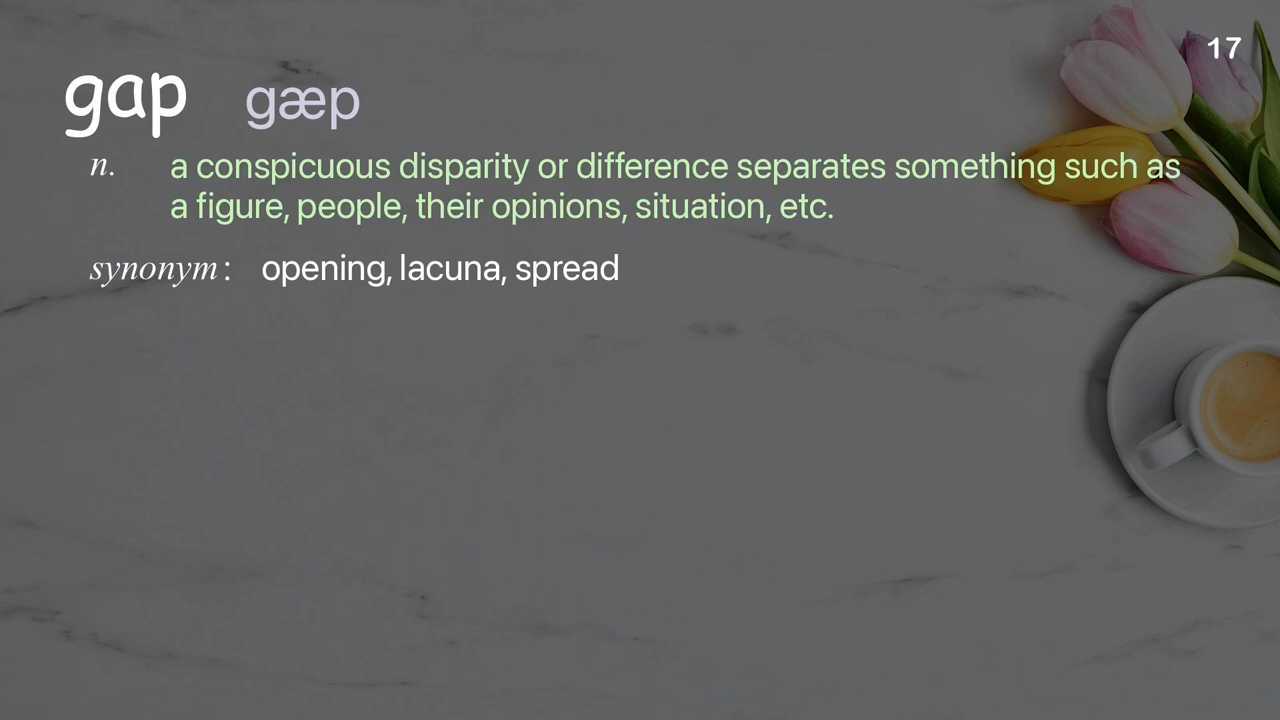 17
gap gæp
n. a conspicuous disparity or difference separates something such as
a figure, people, their opinions, situation, etc.
synonym: opening, lacuna, spread